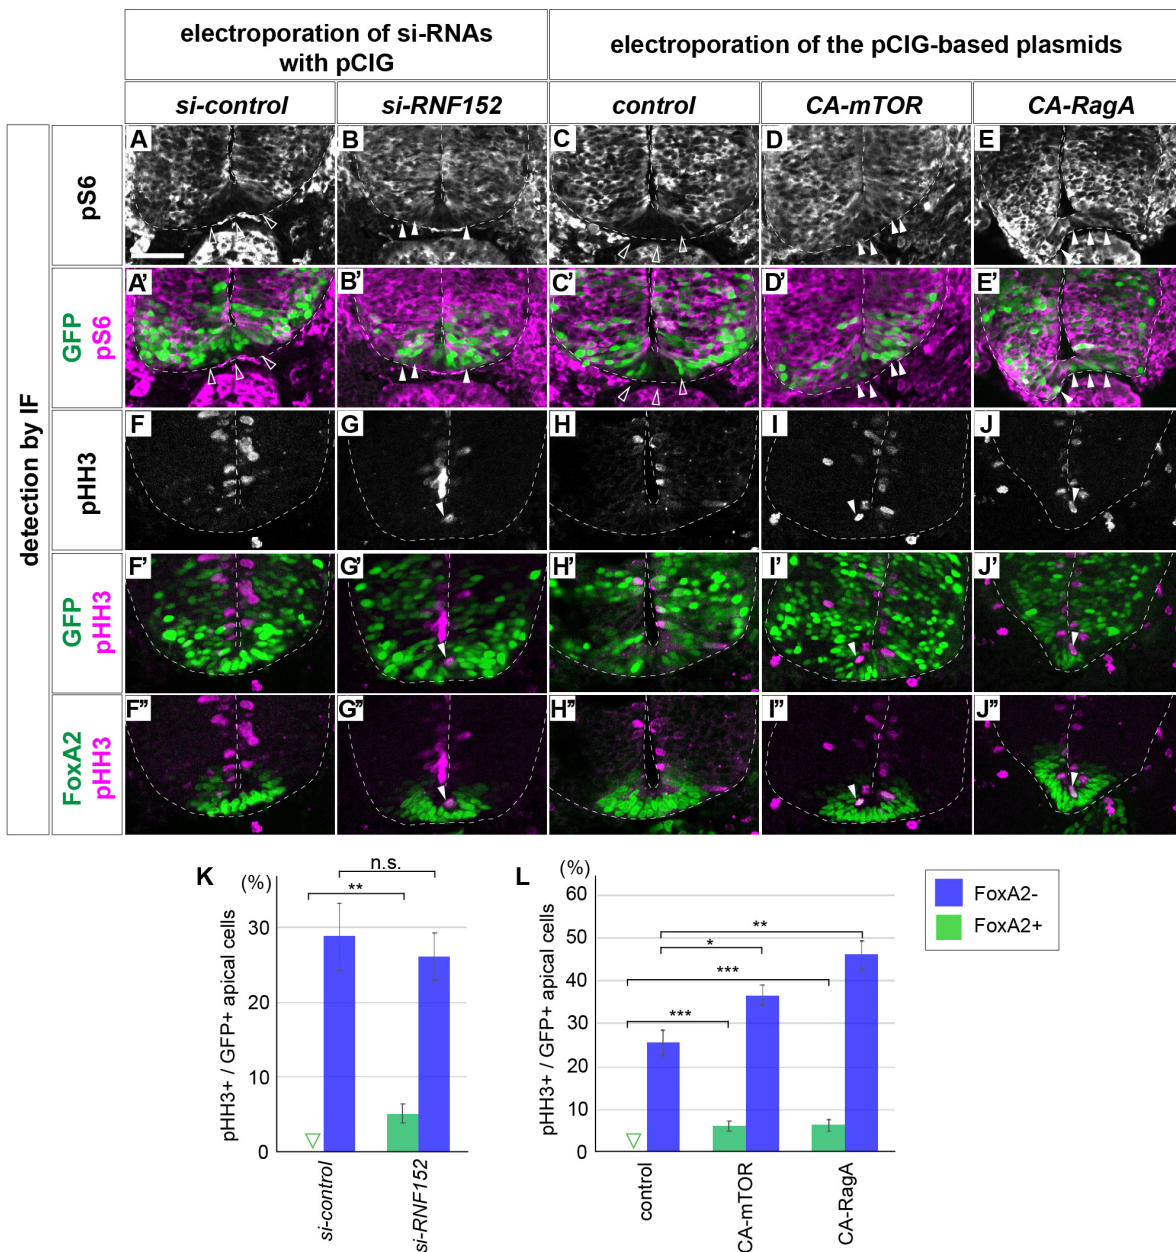 electroporation of si-RNAs
with pCIG
electroporation of the pCIG-based plasmids
si-control
si-RNF152
control
CA-mTOR
CA-RagA
detection by IF
pS6
A
B
C
D
E
GFP
pS6
A'
B'
C'
D'
E'
pHH3
F
G
H
I
J
GFP
pHH3
F'
G'
H'
I'
J'
FoxA2
pHH3
F"
G"
H"
I"
J"
K
(%)
pHH3+ / GFP+ apical cells
30
20
10
0
n.s.
**
si-control
si-RNF152
L
(%)
pHH3+ / GFP+ apical cells
60
50
40
30
20
10
0
**
*
***
***
control
CA-mTOR
CA-RagA
FoxA2-
FoxA2+